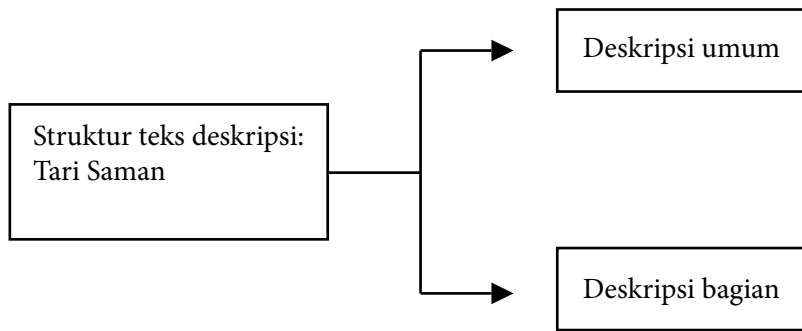 Struktur teks deskripsi:
Tari Saman
Deskripsi umum
Deskripsi bagian